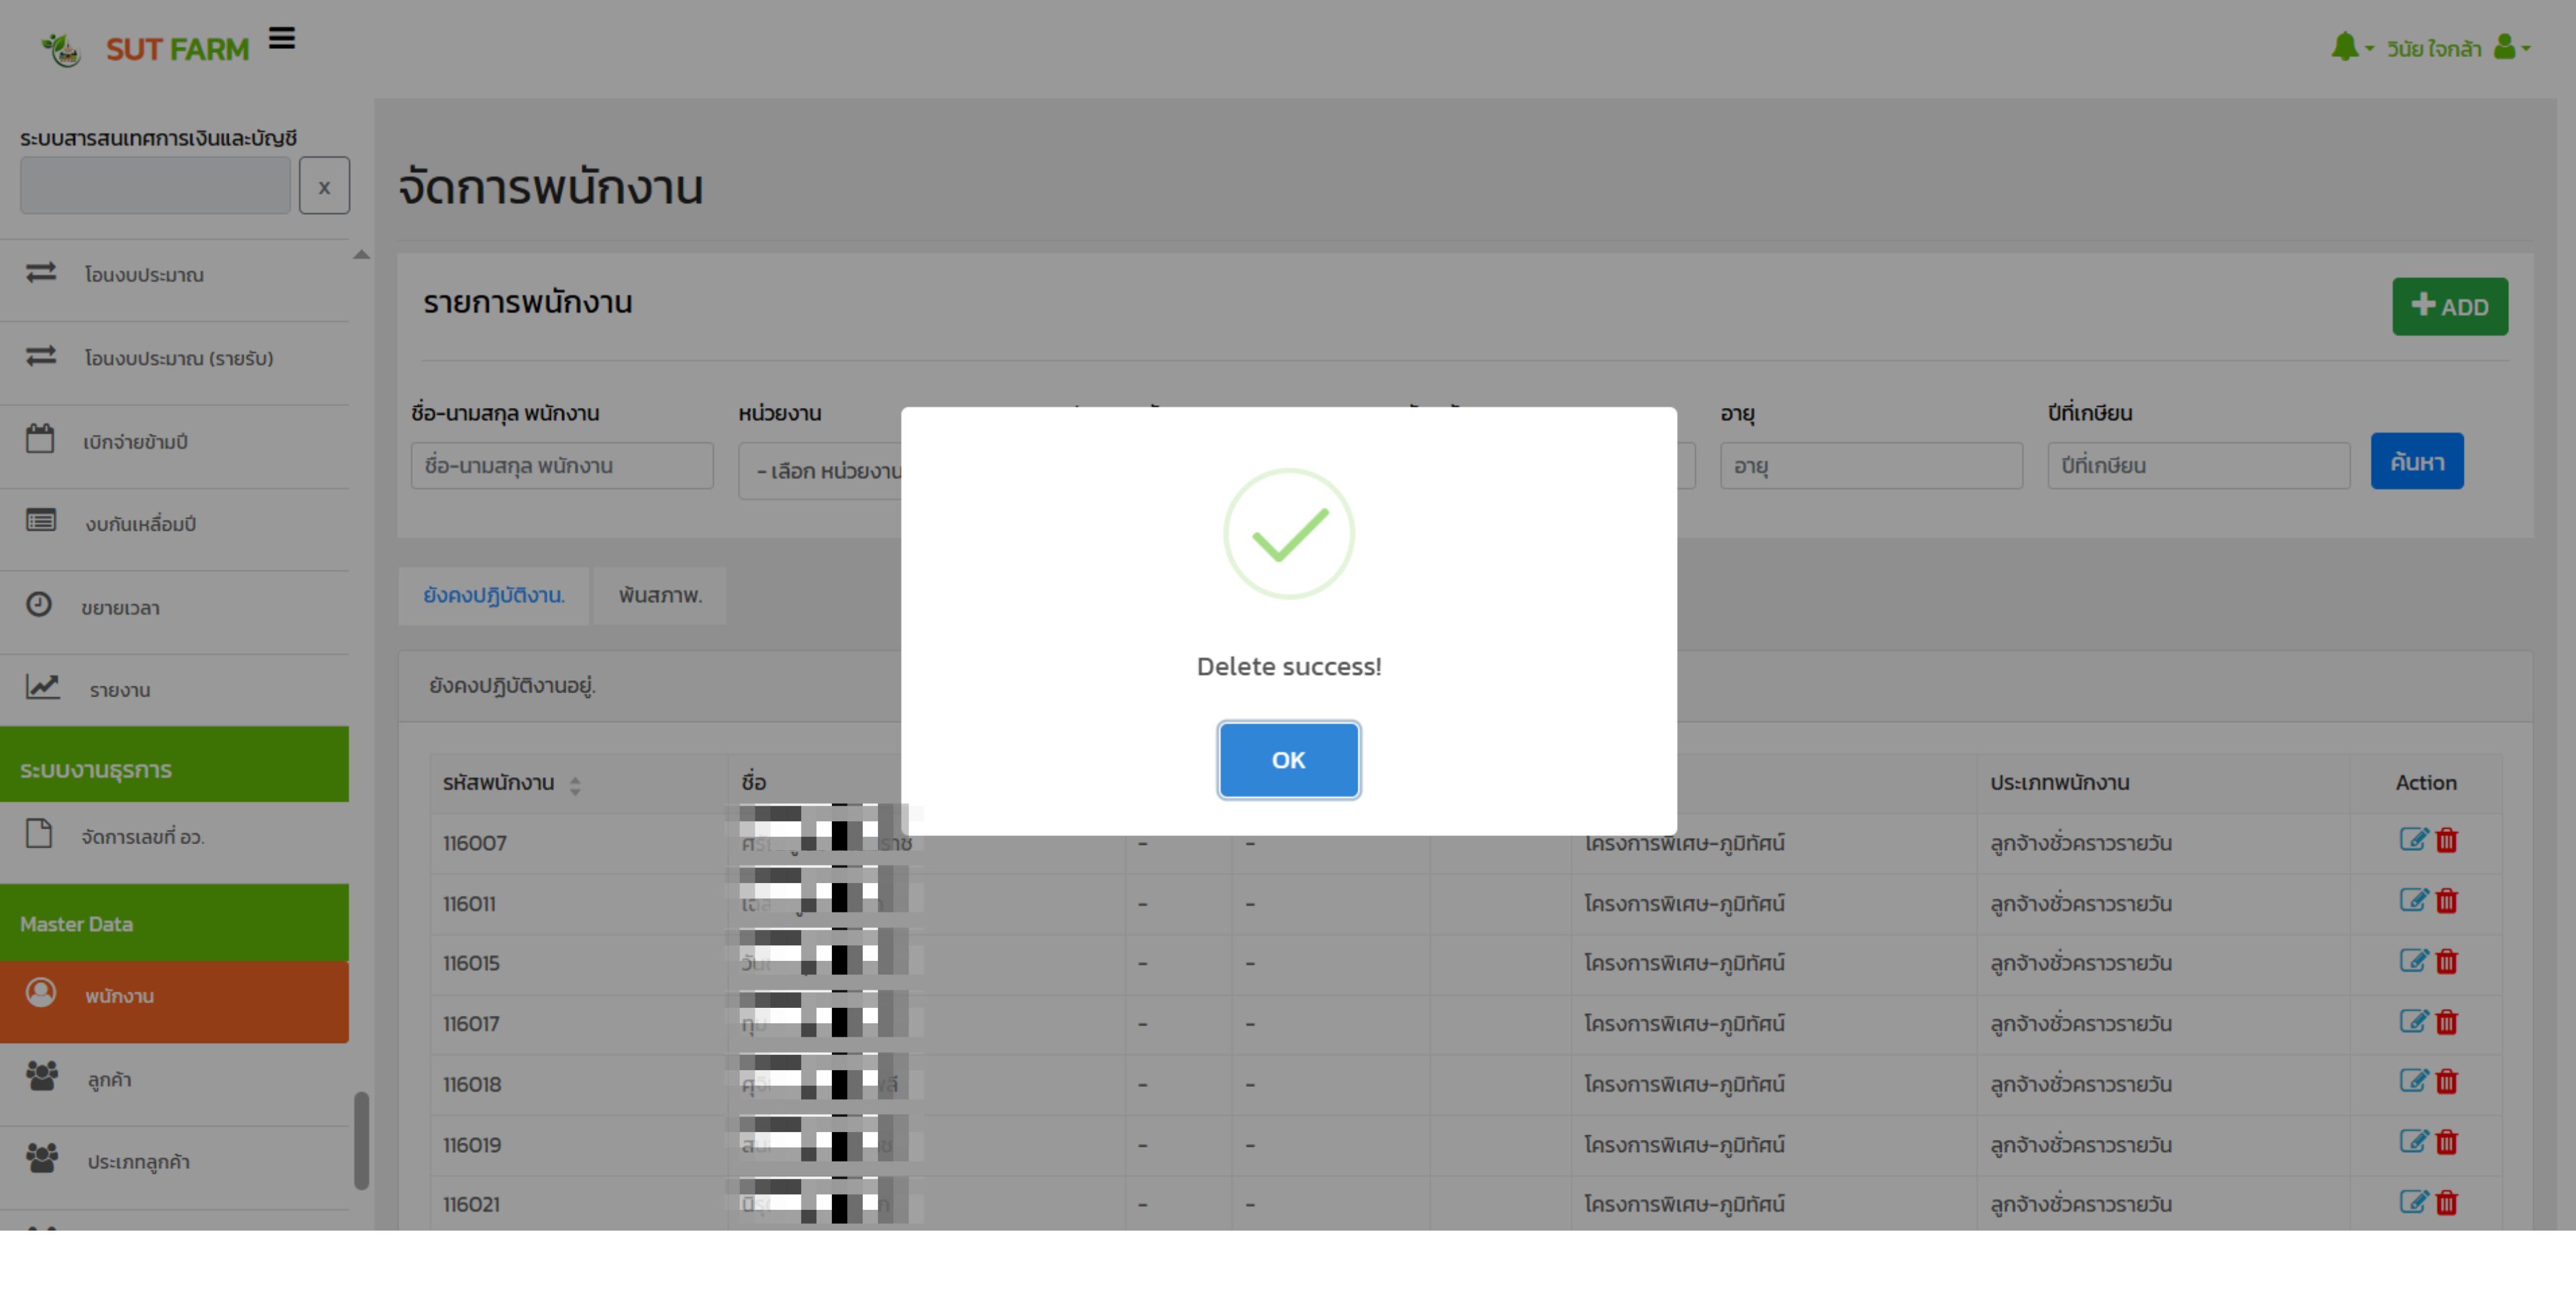 SUT FARM
วินัย ใจกล้า
ระบบสารสนเทศการเงินและบัญชี
x
โอนงบประมาณ
โอนงบประมาณ (รายรับ)
เบิกจ่ายข้ามปี
งบกันเหลื่อมปี
ขยายเวลา
รายงาน
ระบบงานธุรการ
จัดการเลขที่ อว.
Master Data
พนักงาน
ลูกค้า
ประเภทลูกค้า
จัดการพนักงาน
รายการพนักงาน
ADD
ชื่อ-นามสกุล พนักงาน หน่วยงาน อายุ ปีที่เกษียน
ชื่อ-นามสกุล พนักงาน - เลือก หน่วยงาน อายุ ปีที่เกษียน ค้นหา
ยังคงปฏิบัติงาน. พ้นสภาพ.
ยังคงปฏิบัติงานอยู่.
Delete success!
OK
รหัสพนักงาน ชื่อ ประเภทพนักงาน Action
116007 - - โครงการพิเศษ-ภูมิทัศน์ ลูกจ้างชั่วคราวรายวัน
116011 - - โครงการพิเศษ-ภูมิทัศน์ ลูกจ้างชั่วคราวรายวัน
116015 - - โครงการพิเศษ-ภูมิทัศน์ ลูกจ้างชั่วคราวรายวัน
116017 - - โครงการพิเศษ-ภูมิทัศน์ ลูกจ้างชั่วคราวรายวัน
116018 - - โครงการพิเศษ-ภูมิทัศน์ ลูกจ้างชั่วคราวรายวัน
116019 - - โครงการพิเศษ-ภูมิทัศน์ ลูกจ้างชั่วคราวรายวัน
116021 - - โครงการพิเศษ-ภูมิทัศน์ ลูกจ้างชั่วคราวรายวัน